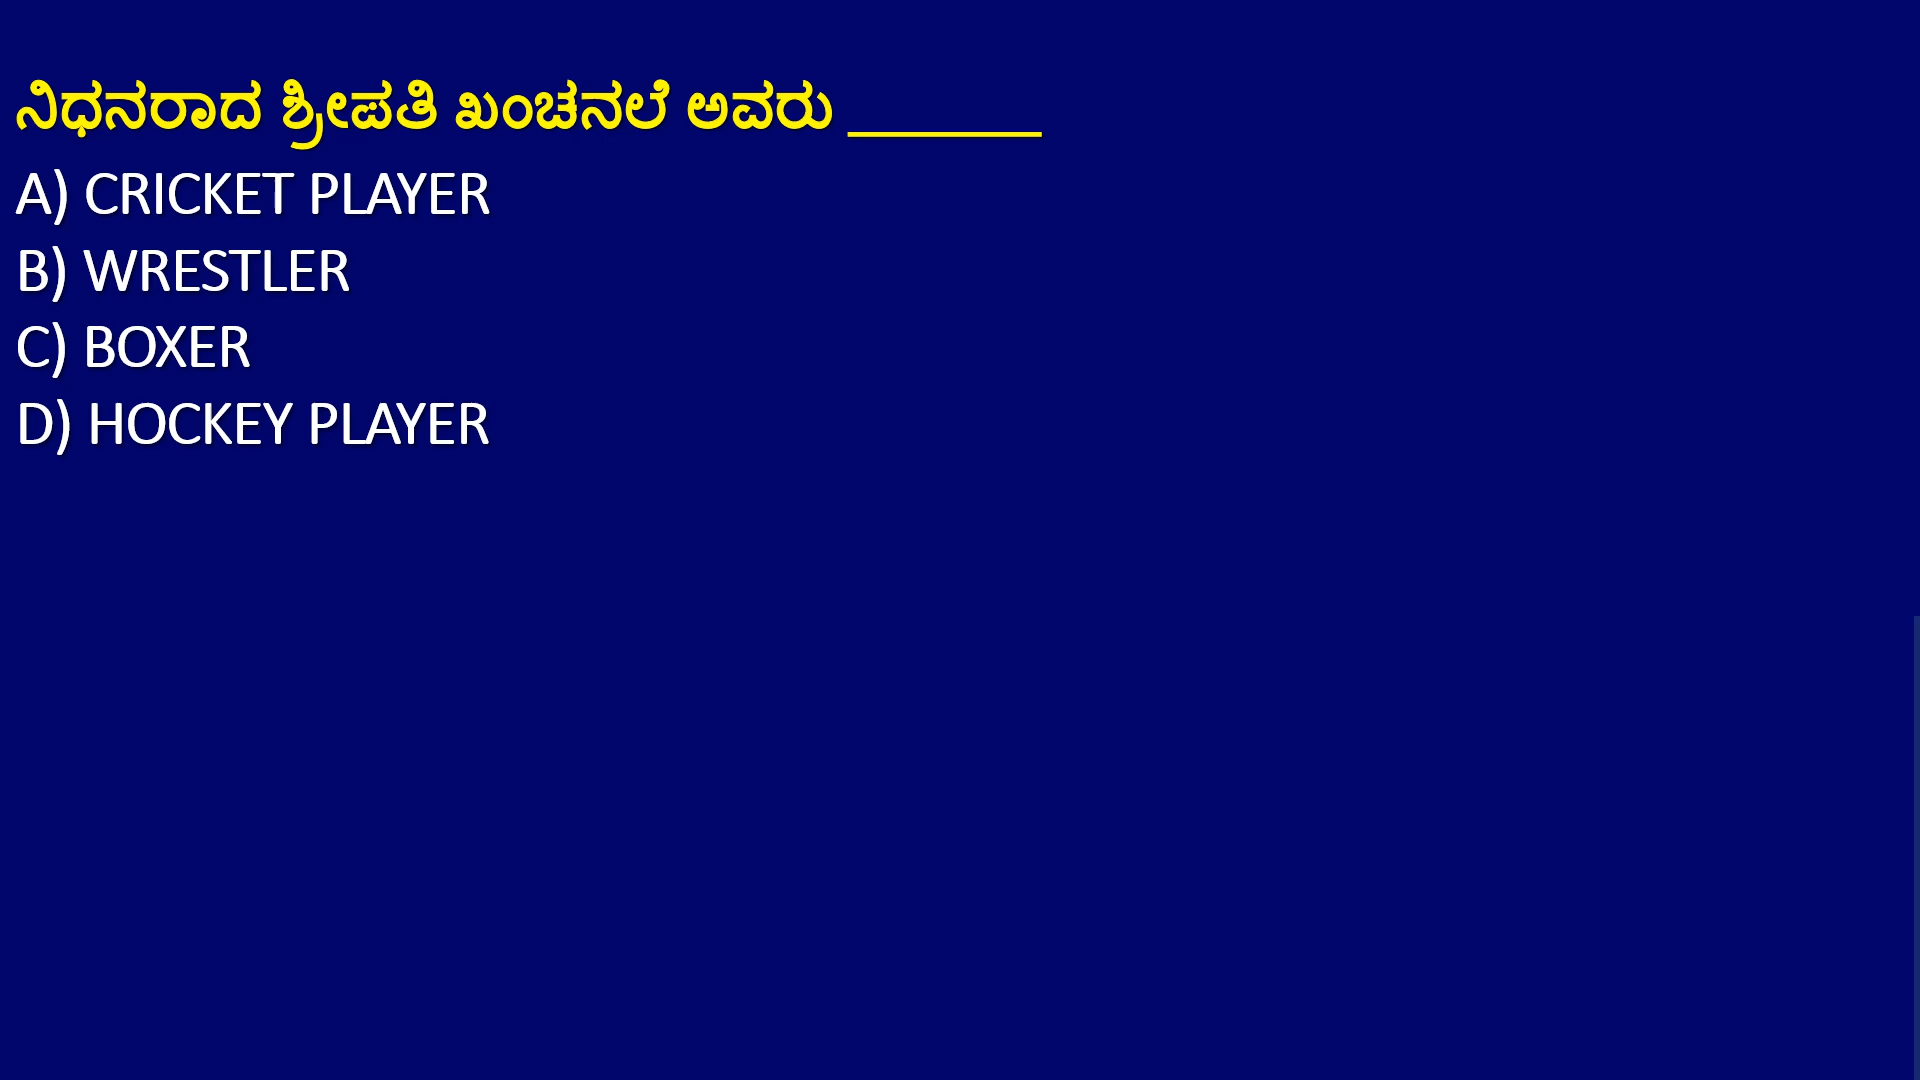 ನಿಧನರಾದ ಶ್ರೀಪತಿ ಖಂಚನಲೆ ಅವರು ______
A) CRICKET PLAYER
B) WRESTLER
C) BOXER
D) HOCKEY PLAYER